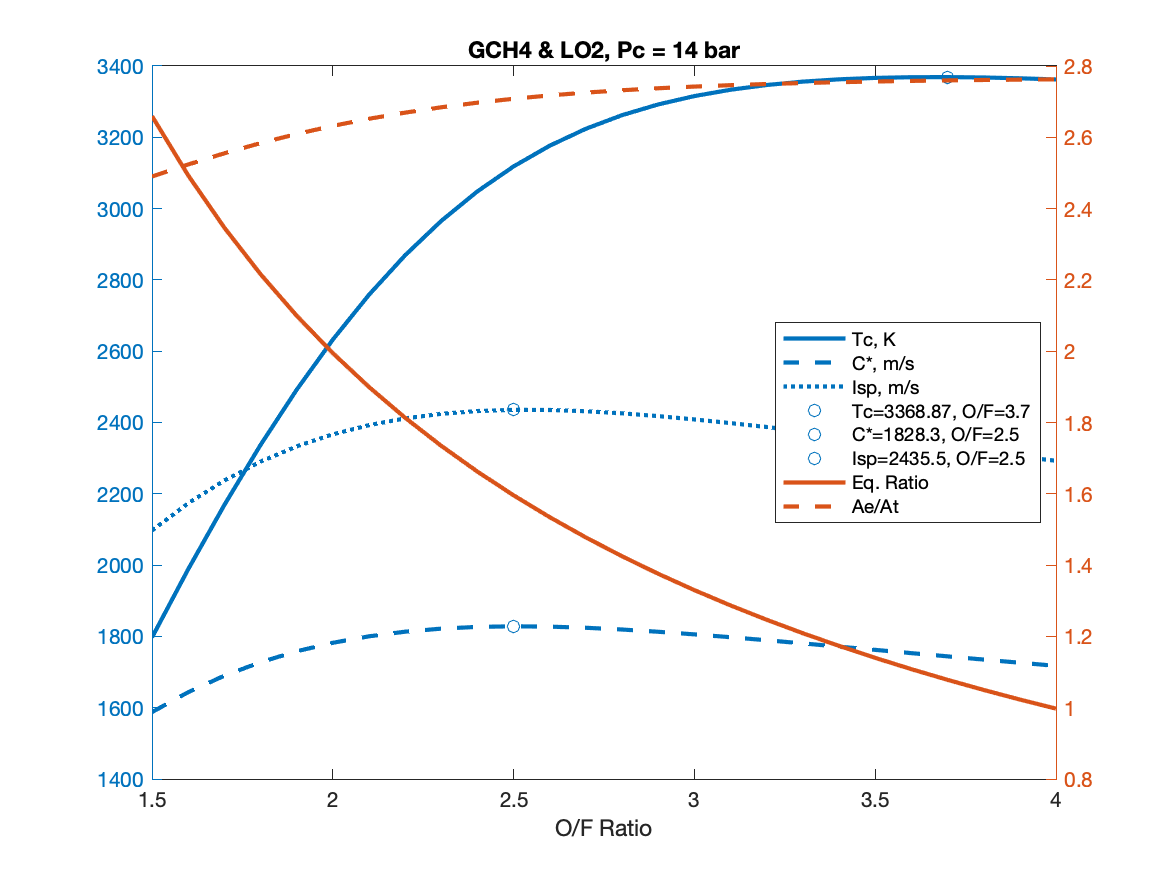 GCH4 & LO2, Pc = 14 bar
3400
3200
3000
2800
2600
2400
2200
2000
1800
1600
1400
2.8
2.6
2.4
2.2
2
1.8
1.6
1.4
1.2
1
0.8
Tc, K
C*, m/s
Isp, m/s
Tc=3368.87, O/F=3.7
C*=1828.3, O/F=2.5
Isp=2435.5, O/F=2.5
Eq. Ratio
Ae/At
1.5 2 2.5 3 3.5 4
O/F Ratio